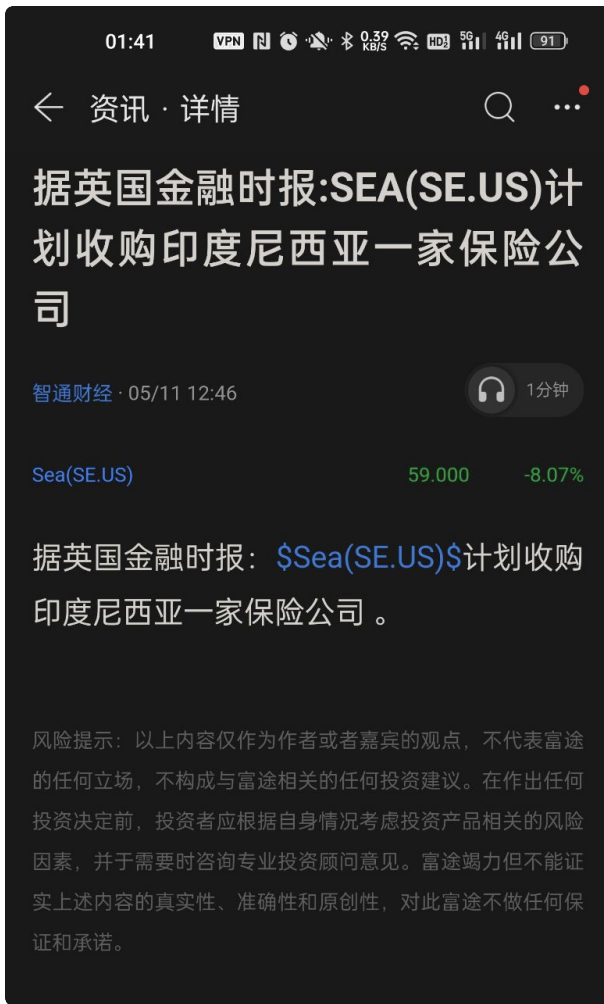 01:41 VPN 0.39 KB/S HD 5G 4G 91
资讯 · 详情
据英国金融时报:SEA(SE.US)计
划收购印度尼西亚一家保险公
司
智通财经 · 05/11 12:46 1分钟
Sea(SE.US) 59.000 -8.07%
据英国金融时报：$Sea(SE.US)$计划收购
印度尼西亚一家保险公司 。
风险提示：以上内容仅作为作者或者嘉宾的观点，不代表富途
的任何立场，不构成与富途相关的任何投资建议。在作出任何
投资决定前，投资者应根据自身情况考虑投资产品相关的风险
因素，并于需要时咨询专业投资顾问意见。富途竭力但不能证
实上述内容的真实性、准确性和原创性，对此富途不做任何保
证和承诺。